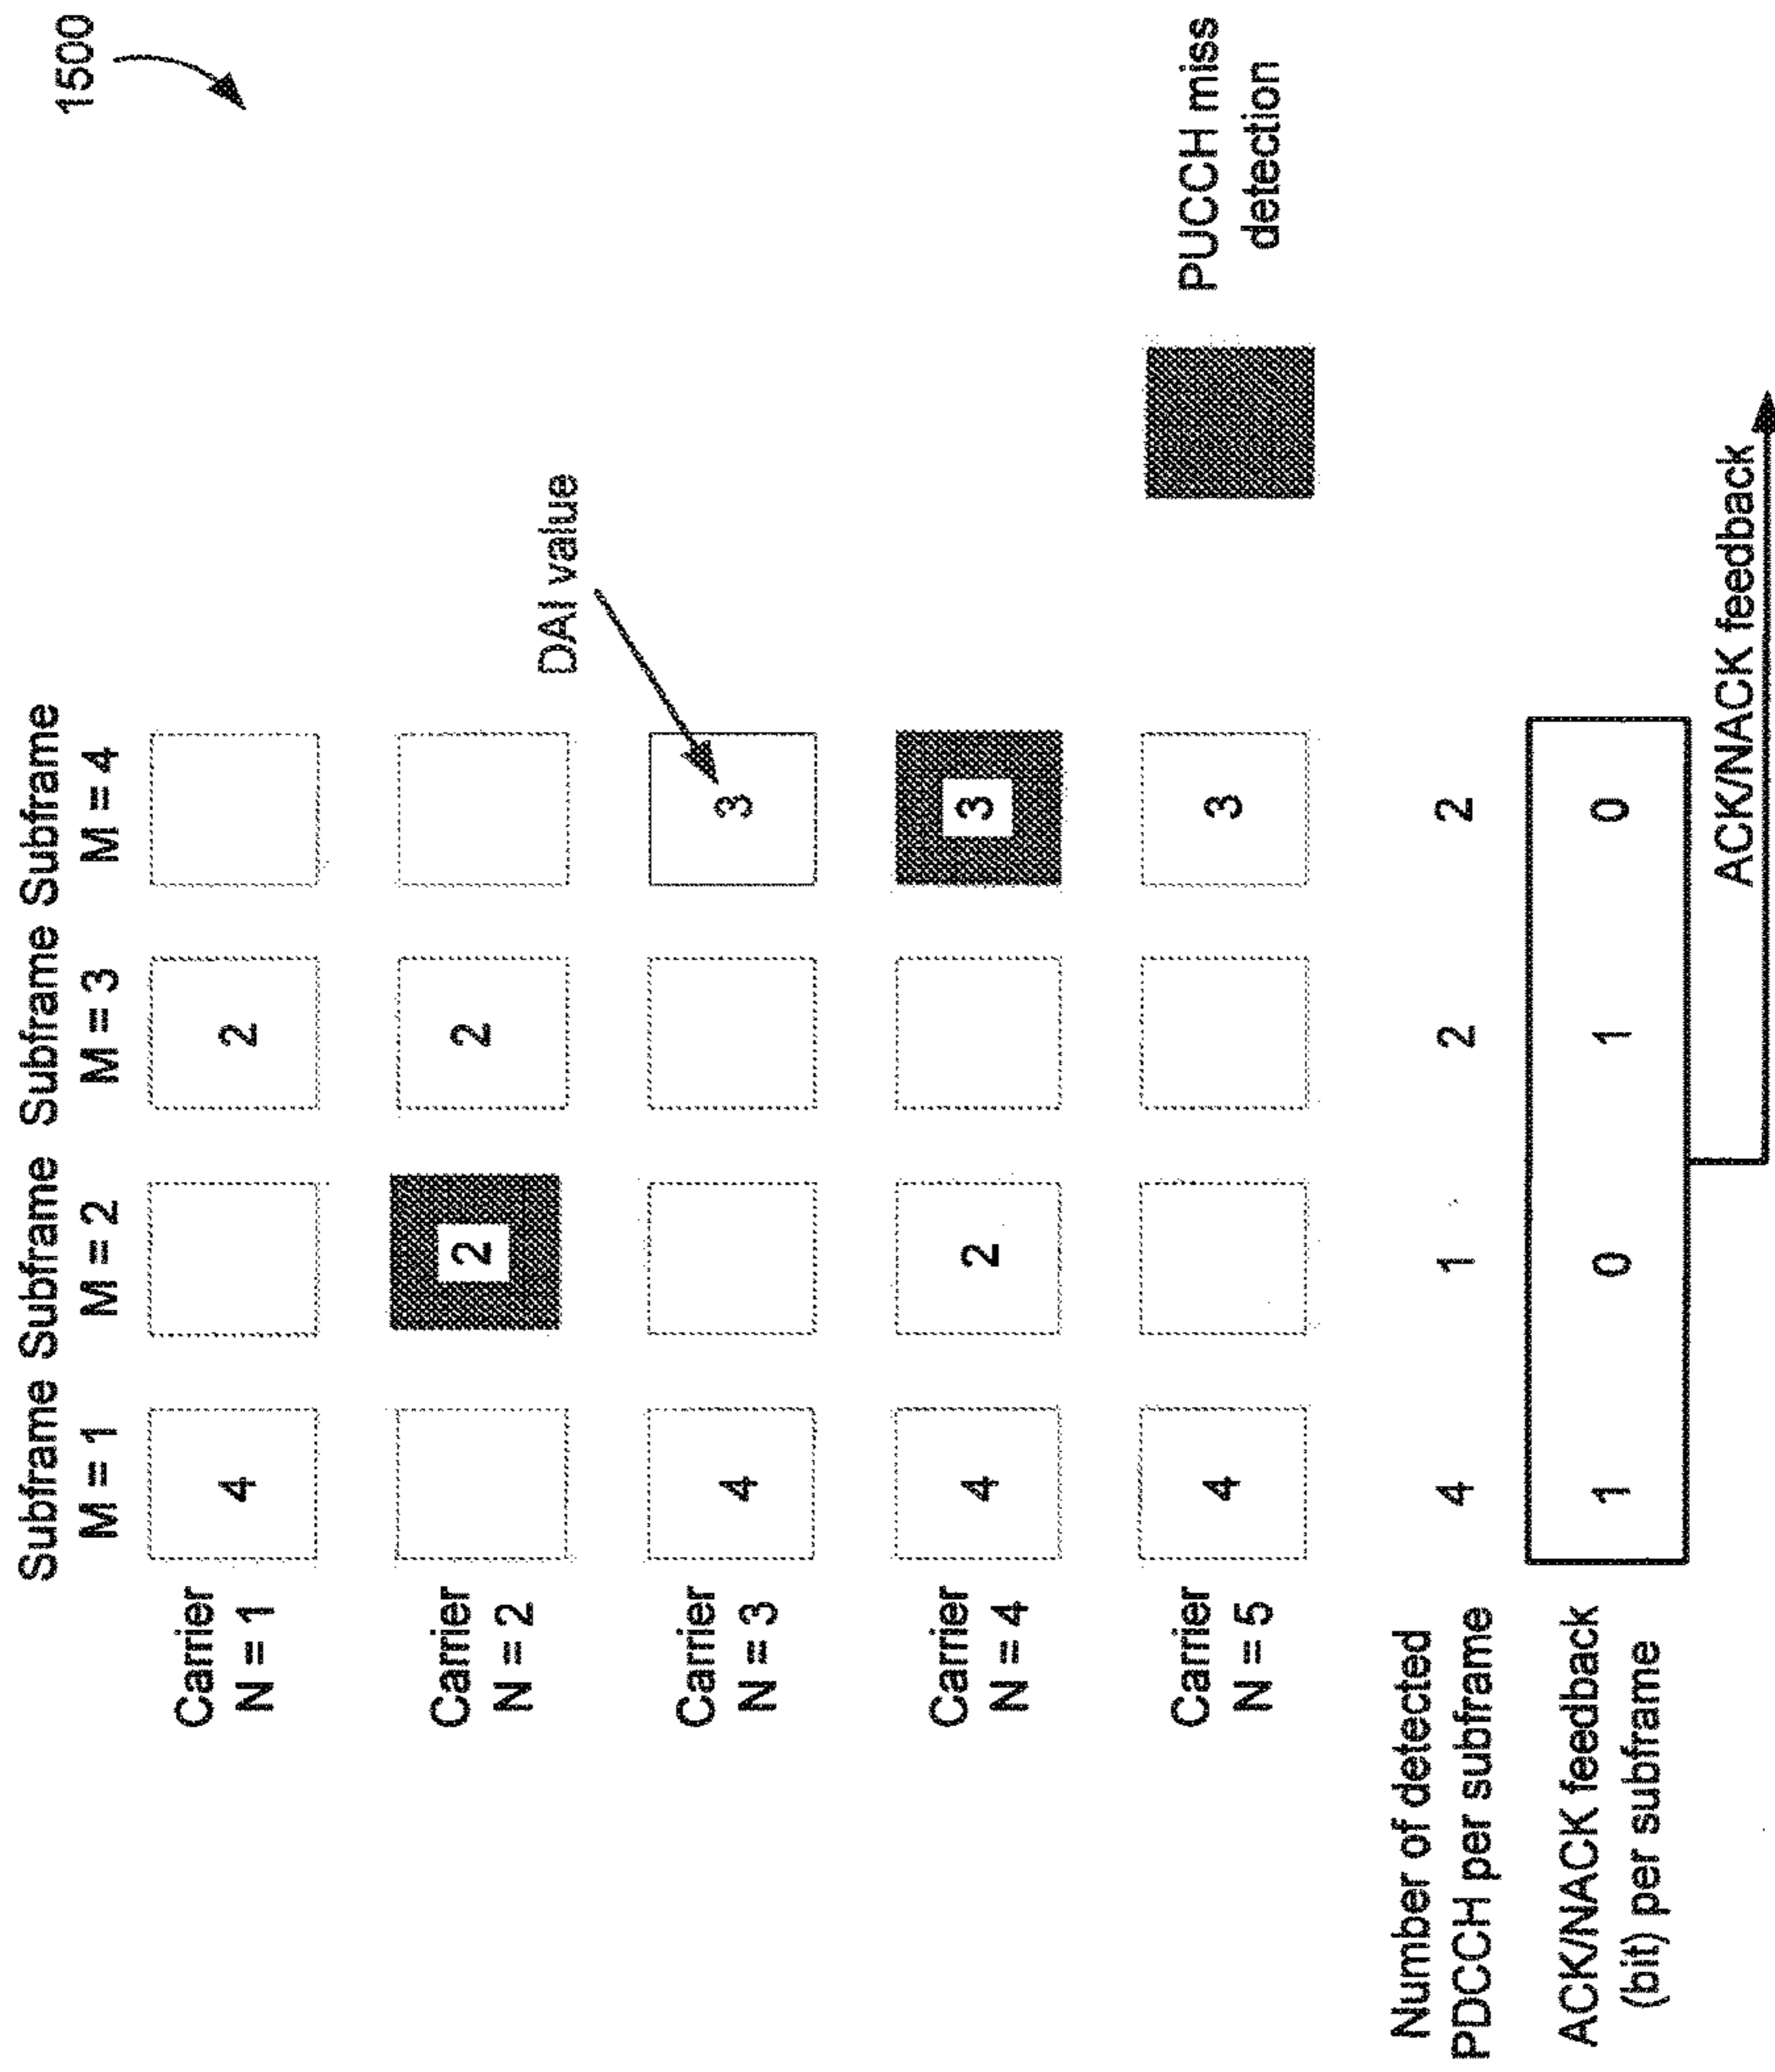 1500
Subframe Subframe Subframe Subframe
M = 1 M = 2 M = 3 M = 4
Carrier
N = 1
4 2
DAI value
Carrier
N = 2
2 2
Carrier
N = 3
4 3
Carrier
N = 4
4 2 3
Carrier
N = 5
4 3
PUCCH miss
detection
Number of detected
PDCCH per subframe
4 1 2 2
ACK/NACK feedback
(bit) per subframe
1 0 1 0
ACK/NACK feedback